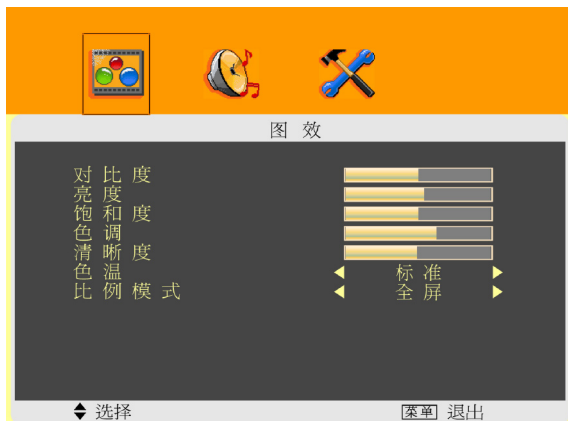 图效
对比度
亮度
饱和度
色调
清晰度
色温 标准
比例模式 全屏
选择 菜单 退出